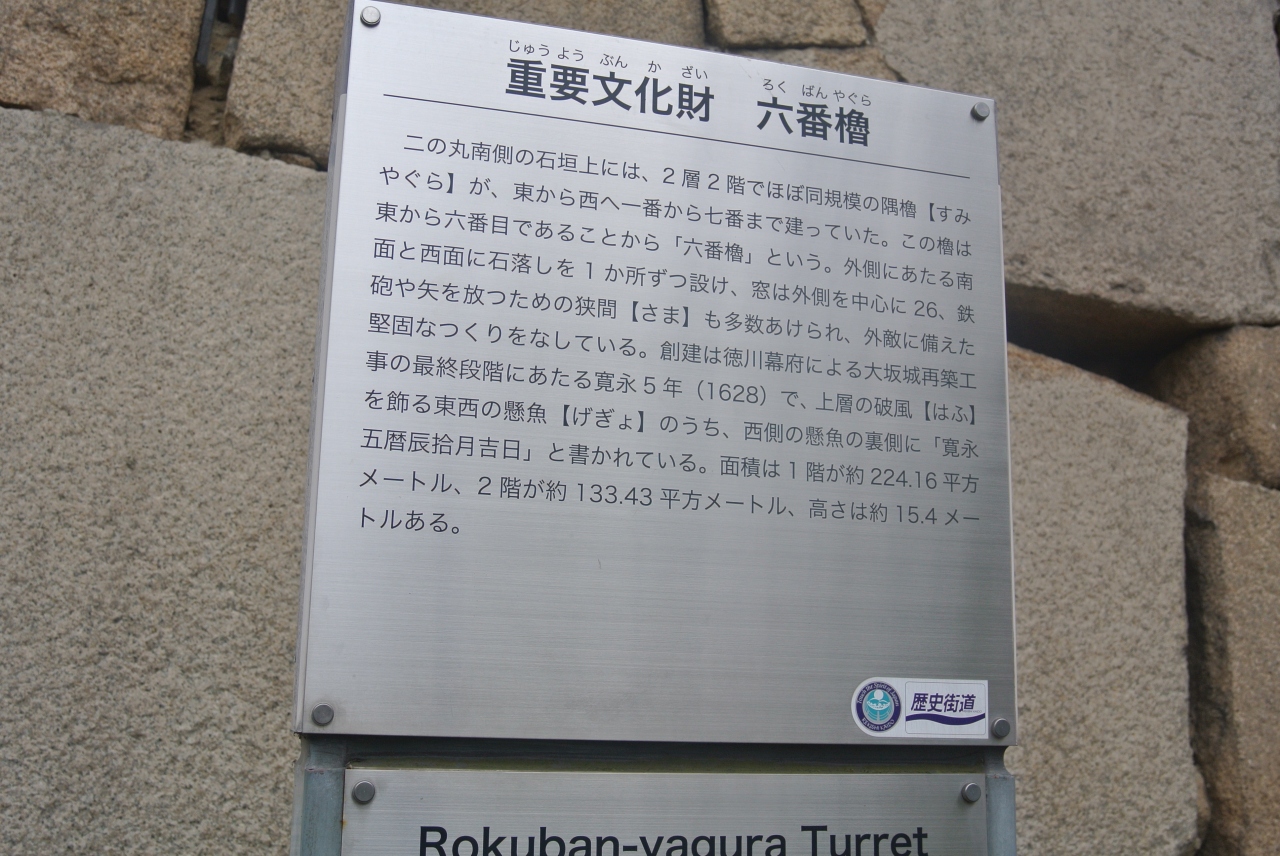 じゅう よう ぶん か ざい ろく ばん やぐら
重要文化財 六番櫓
二の丸南側の石垣上には、2層2階でほぼ同規模の隅櫓【すみ
やぐら】が、東から西へ一番から七番まで建っていた。この櫓は
東から六番目であることから「六番櫓」という。外側にあたる南
面と西面に石落しを1か所ずつ設け、窓は外側を中心に26、鉄
砲や矢を放つための狭間【さま】も多数あけられ、外敵に備えた
堅固なつくりをなしている。創建は徳川幕府による大坂城再築工
事の最終段階にあたる寛永5年（1628）で、上層の破風【はふ】
を飾る東西の懸魚【げぎょ】のうち、西側の懸魚の裏側に「寛永
五暦辰拾月吉日」と書かれている。面積は1階が約224.16平方
メートル、2階が約133.43平方メートル、高さは約15.4メー
トルある。
歴史街道
Rokuban-yagura Turret